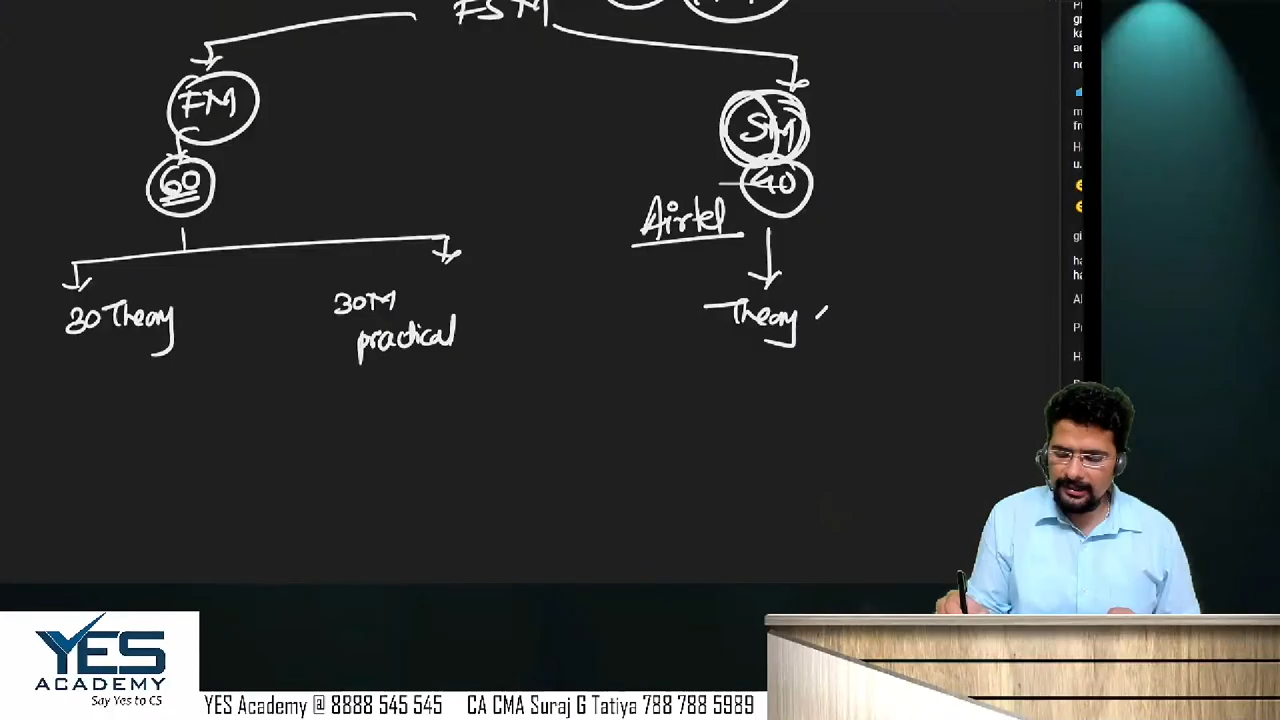 FSM
FM
SM
60
40
Airtel
30 Theory
30M
practical
Theory
YES
ACADEMY
Say Yes to CS
YES Academy @ 8888 545 545 CA CMA Suraj G Tatiya 788 788 5989